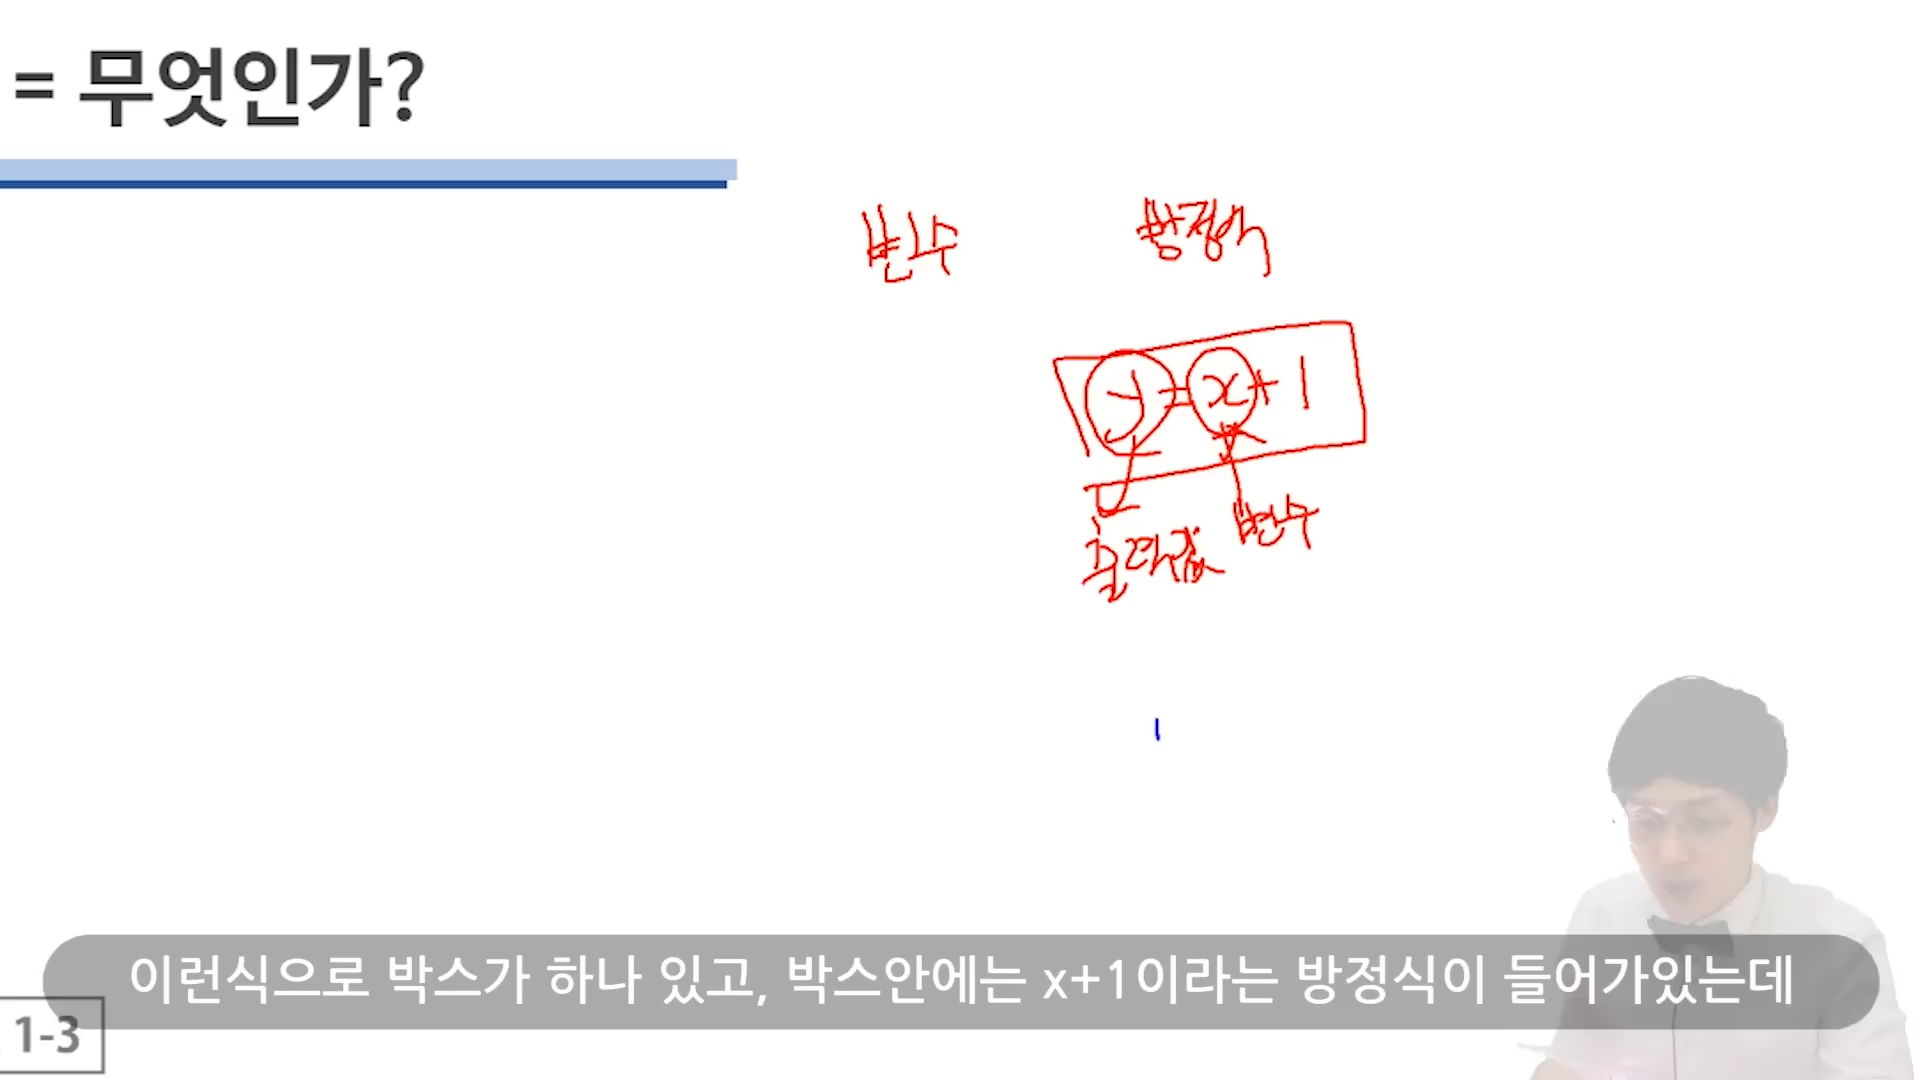 = 무엇인가?
변수 방정식
y = x + 1
변수
출력값
이런식으로 박스가 하나 있고, 박스안에는 x+1이라는 방정식이 들어가있는데
1-3